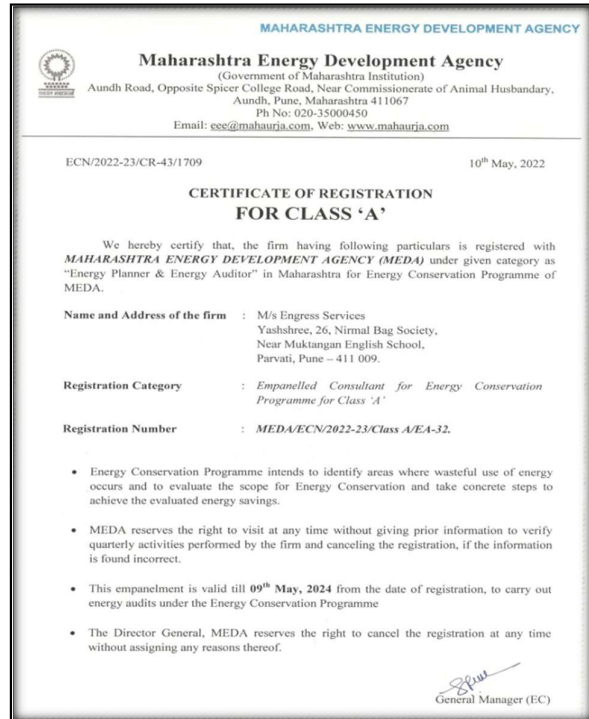 MAHARASHTRA ENERGY DEVELOPMENT AGENCY
Maharashtra Energy Development Agency
(Government of Maharashtra Institution)
Aundh Road, Opposite Spicer College Road, Near Commissionerate of Animal Husbandary,
Aundh, Pune, Maharashtra 411067
Ph No: 020-35000450
Email: eee@mahaurja.com, Web: www.mahaurja.com
ECN/2022-23/CR-43/1709 10th May, 2022
CERTIFICATE OF REGISTRATION
FOR CLASS ‘A’
We hereby certify that, the firm having following particulars is registered with
MAHARASHTRA ENERGY DEVELOPMENT AGENCY (MEDA) under given category as
“Energy Planner & Energy Auditor” in Maharashtra for Energy Conservation Programme of
MEDA.
Name and Address of the firm : M/s Engress Services
Yashshree, 26, Nirmal Bag Society,
Near Muktangan English School,
Parvati, Pune – 411 009.
Registration Category : Empanelled Consultant for Energy Conservation
Programme for Class ‘A’
Registration Number : MEDA/ECN/2022-23/Class A/EA-32.
• Energy Conservation Programme intends to identify areas where wasteful use of energy
occurs and to evaluate the scope for Energy Conservation and take concrete steps to
achieve the evaluated energy savings.
• MEDA reserves the right to visit at any time without giving prior information to verify
quarterly activities performed by the firm and canceling the registration, if the information
is found incorrect.
• This empanelment is valid till 09th May, 2024 from the date of registration, to carry out
energy audits under the Energy Conservation Programme
• The Director General, MEDA reserves the right to cancel the registration at any time
without assigning any reasons thereof.
General Manager (EC)